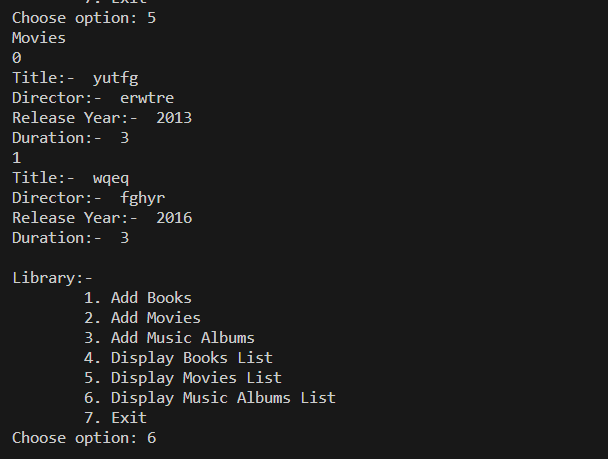 7. Exit
Choose option: 5
Movies
0
Title:-  yutfg
Director:-  erwtre
Release Year:-  2013
Duration:-  3
1
Title:-  wqeq
Director:-  fghyr
Release Year:-  2016
Duration:-  3
Library:-
1. Add Books
2. Add Movies
3. Add Music Albums
4. Display Books List
5. Display Movies List
6. Display Music Albums List
7. Exit
Choose option: 6